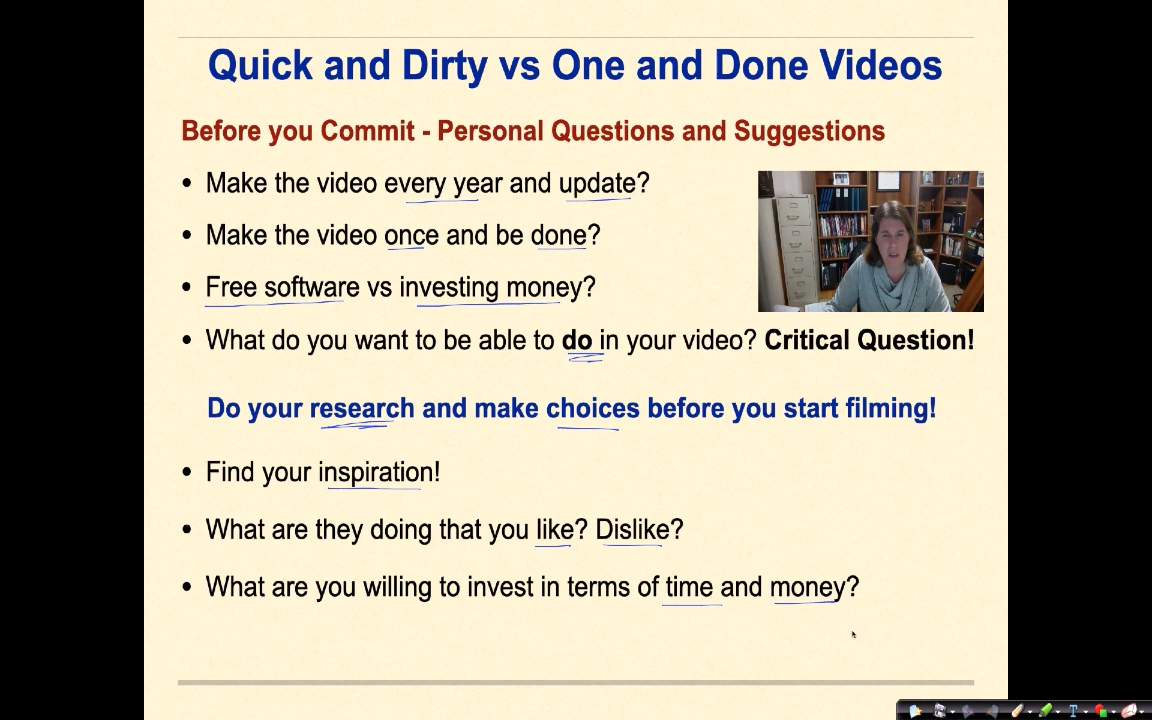 Quick and Dirty vs One and Done Videos
Before you Commit - Personal Questions and Suggestions
• Make the video every year and update?
• Make the video once and be done?
• Free software vs investing money?
• What do you want to be able to do in your video? Critical Question!
Do your research and make choices before you start filming!
• Find your inspiration!
• What are they doing that you like? Dislike?
• What are you willing to invest in terms of time and money?